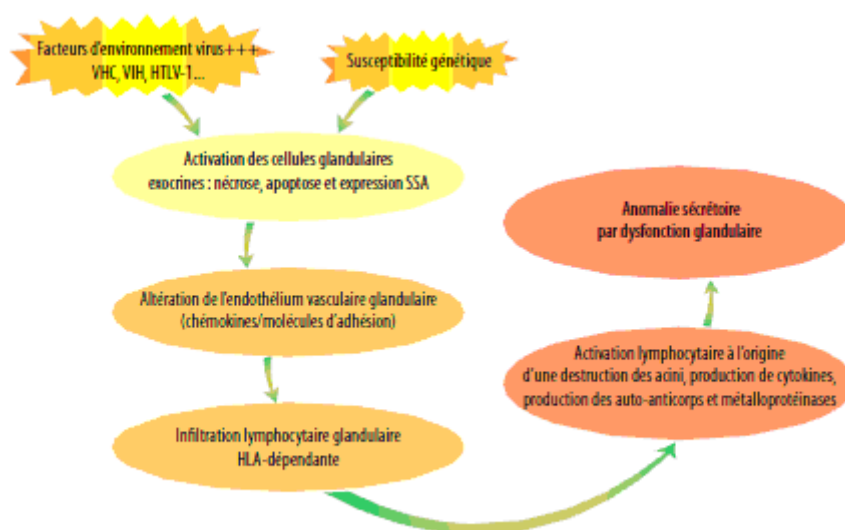 Facteurs d'environnement virus+++
VHC, VIH, HTLV-1...
Susceptibilité génétique
Activation des cellules glandulaires
exocrines : nécrose, apoptose et expression SSA
Altération de l'endothélium vasculaire glandulaire
(chémokines/molécules d'adhésion)
Infiltration lymphocytaire glandulaire
HLA-dépendante
Activation lymphocytaire à l'origine
d'une destruction des acini, production de cytokines,
production des auto-anticorps et métalloprotéinases
Anomalie sécrétoire
par dysfonction glandulaire